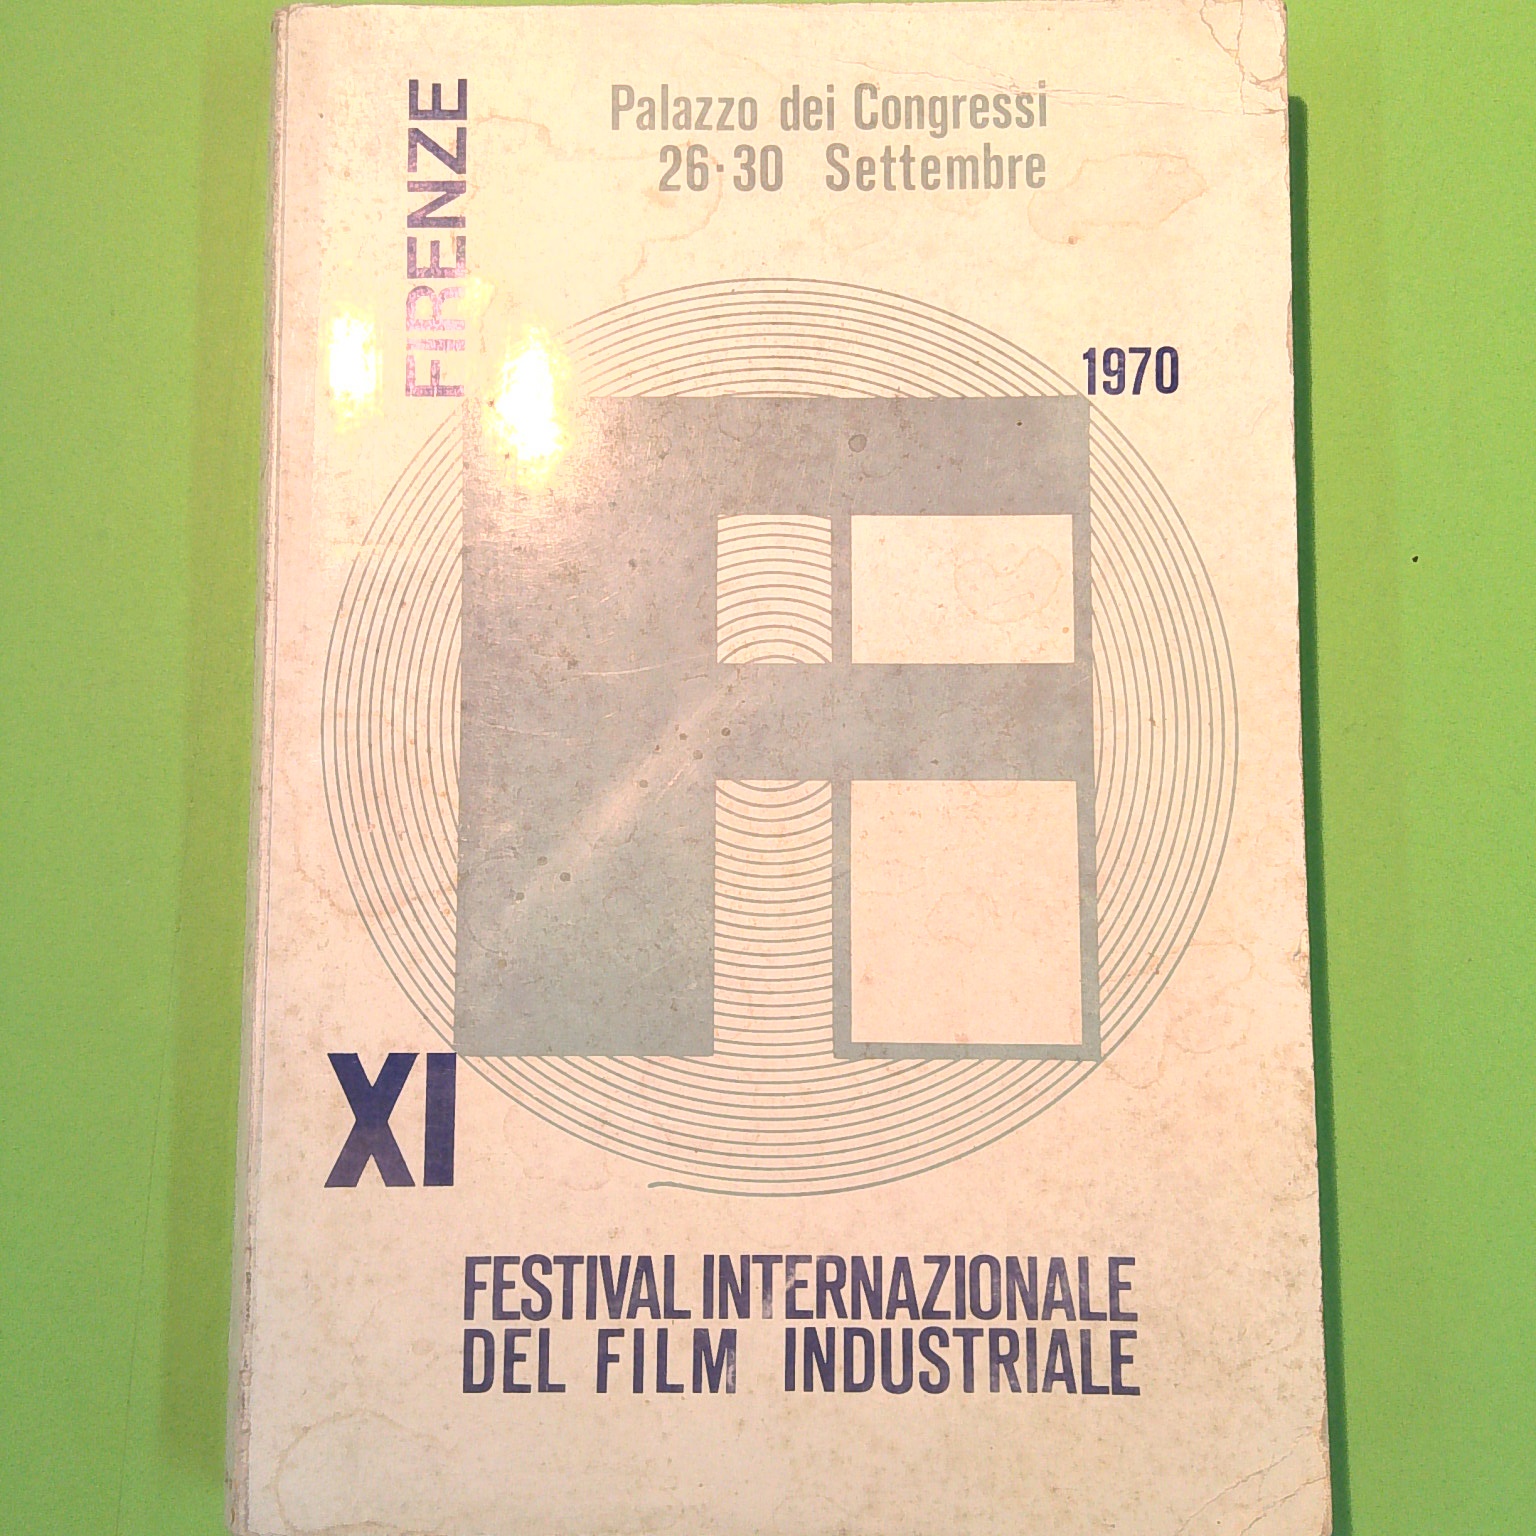 FIRENZE
Palazzo dei Congressi
26·30 Settembre
1970
XI
FESTIVAL INTERNAZIONALE
DEL FILM INDUSTRIALE